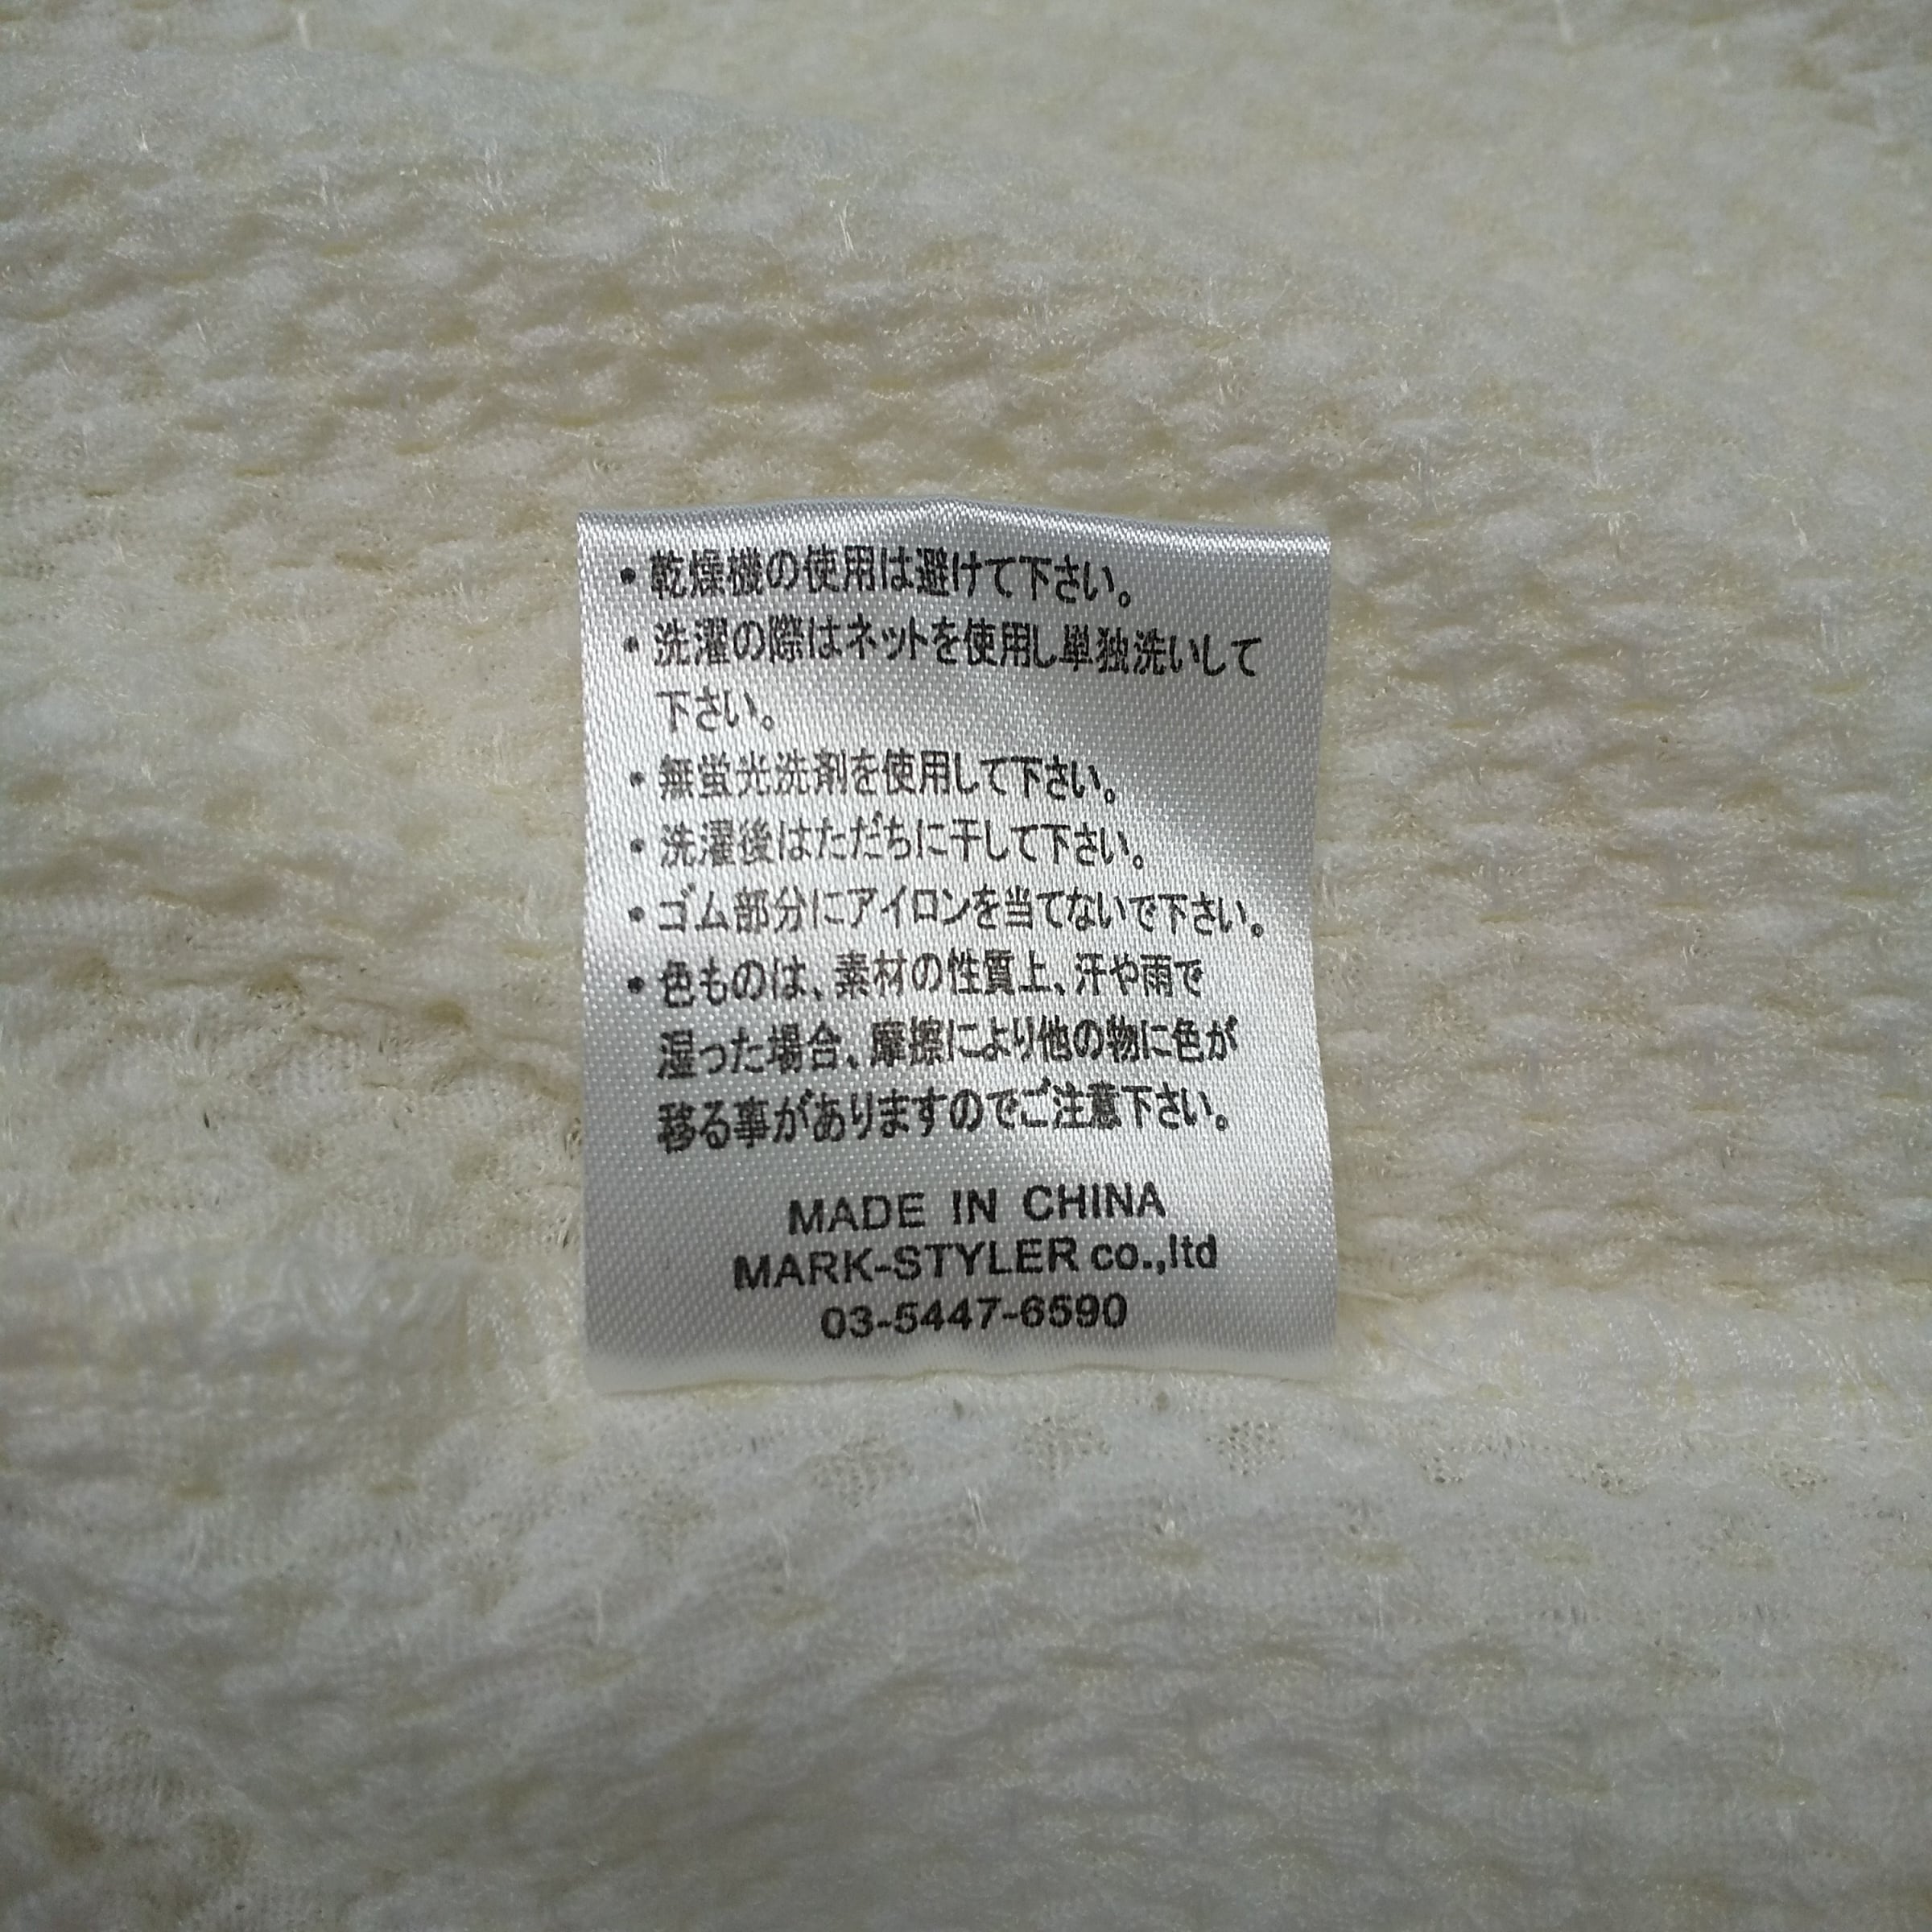 ・乾燥機の使用は避けて下さい。
・洗濯の際はネットを使用し単独洗いして
下さい。
・無蛍光洗剤を使用して下さい。
・洗濯後はただちに干して下さい。
・ゴム部分にアイロンを当てないで下さい。
・色ものは、素材の性質上、汗や雨で
湿った場合、摩擦により他の物に色が
移る事がありますのでご注意下さい。
MADE IN CHINA
MARK-STYLER co.,ltd
03-5447-6590